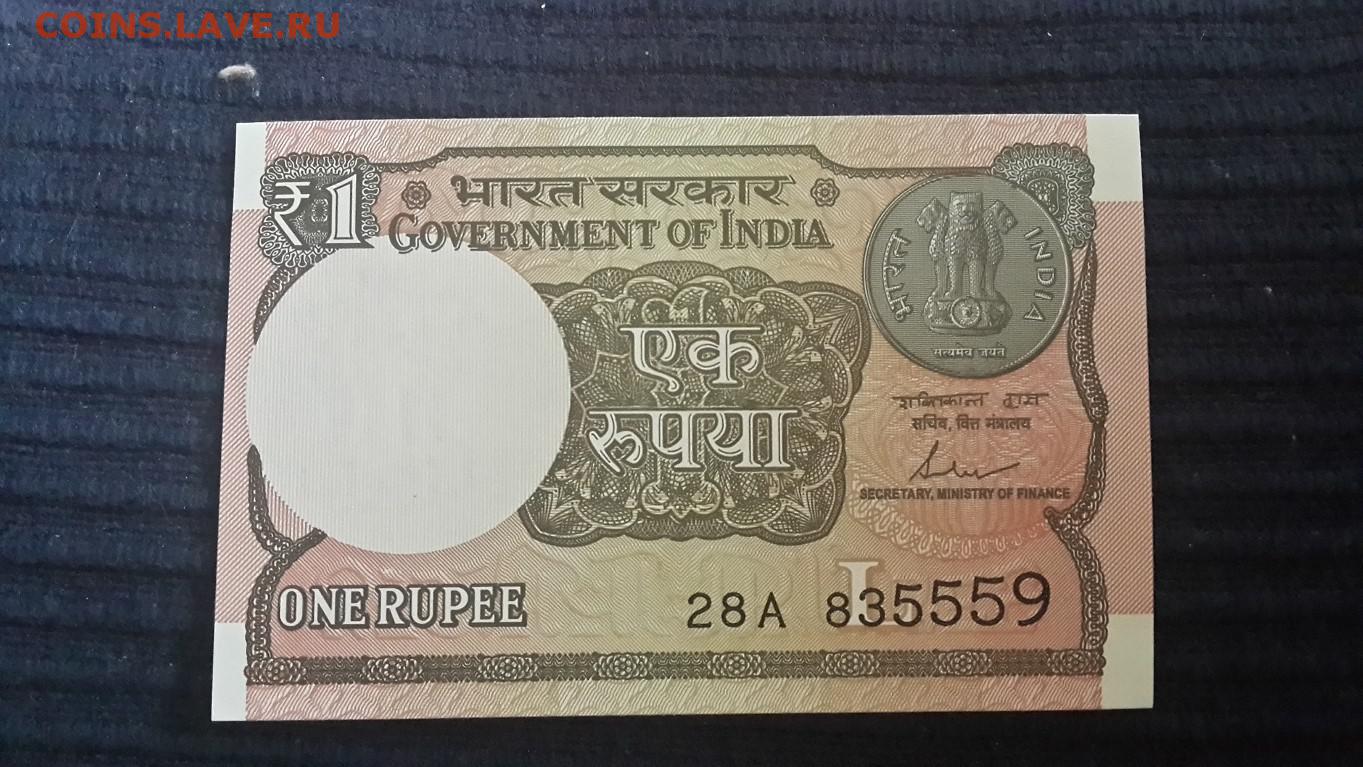 COINS.LAVE.RU
₹1
भारत सरकार
GOVERNMENT OF INDIA
भारत
INDIA
सत्यमेव जयते
एक
रुपया
शक्तिकान्त दास
सचिव, वित्त मंत्रालय
SECRETARY, MINISTRY OF FINANCE
ONE RUPEE
L
28A 835559